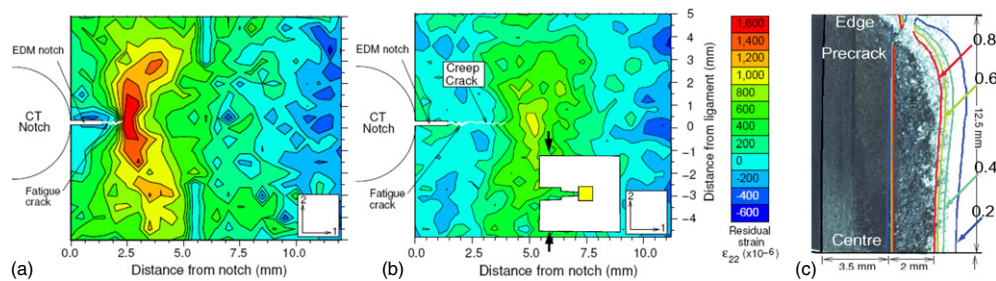 (a)
EDM notch
CT
Notch
Fatigue
crack
2
1
0.0
2.5
5.0
7.5
10.0
Distance from notch (mm)
(b)
EDM notch
Creep
Crack
CT
Notch
Fatigue
crack
2
1
0.0
2.5
5.0
7.5
10.0
Distance from notch (mm)
5
4
3
2
1
0
−1
−2
−3
−4
Distance from ligament (mm)
1,600
1,400
1,200
1,000
800
600
400
200
0
-200
-400
-600
Residual
strain
ε22 (x10−6)
(c)
Edge
Precrack
Centre
0.8
0.6
12.5 mm
0.4
0.2
3.5 mm
2 mm